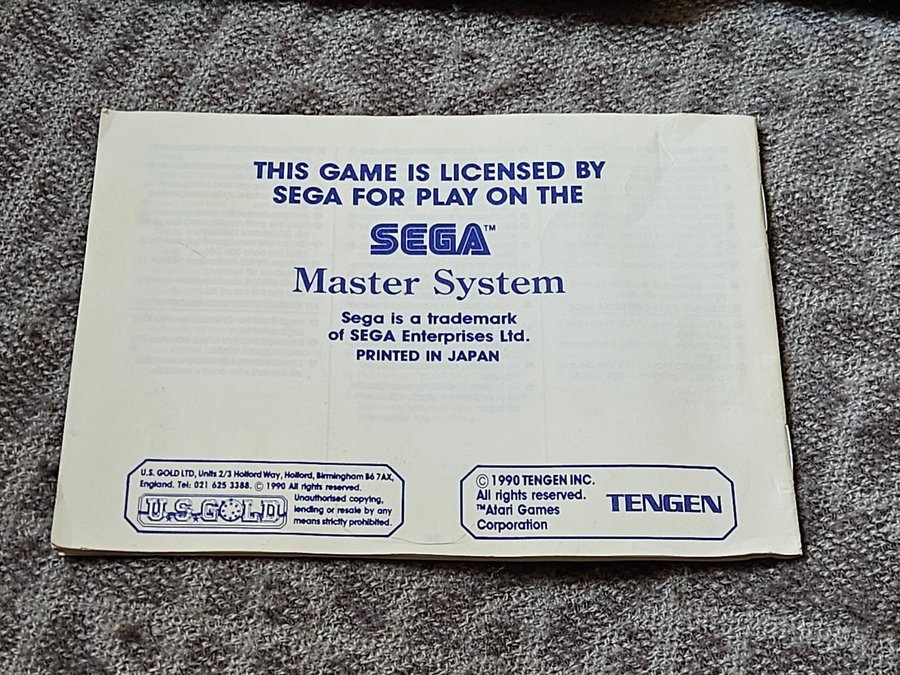 THIS GAME IS LICENSED BY
SEGA FOR PLAY ON THE
SEGA™
Master System
Sega is a trademark
of SEGA Enterprises Ltd.
PRINTED IN JAPAN
U.S. GOLD LTD, Units 2/3 Holford Way, Holford, Birmingham B6 7AX,
England. Tel: 021 625 3388. © 1990 All rights reserved.
U.S. GOLD
Unauthorised copying,
lending or resale by any
means strictly prohibited.
© 1990 TENGEN INC.
All rights reserved.
™Atari Games
Corporation
TENGEN